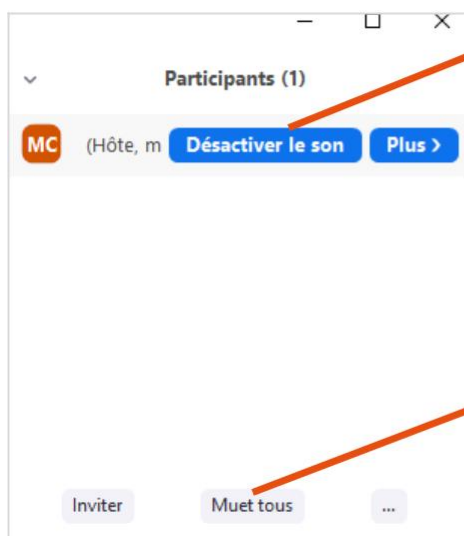 Participants (1)
MC (Hôte, m Désactiver le son Plus >
Inviter Muet tous ...